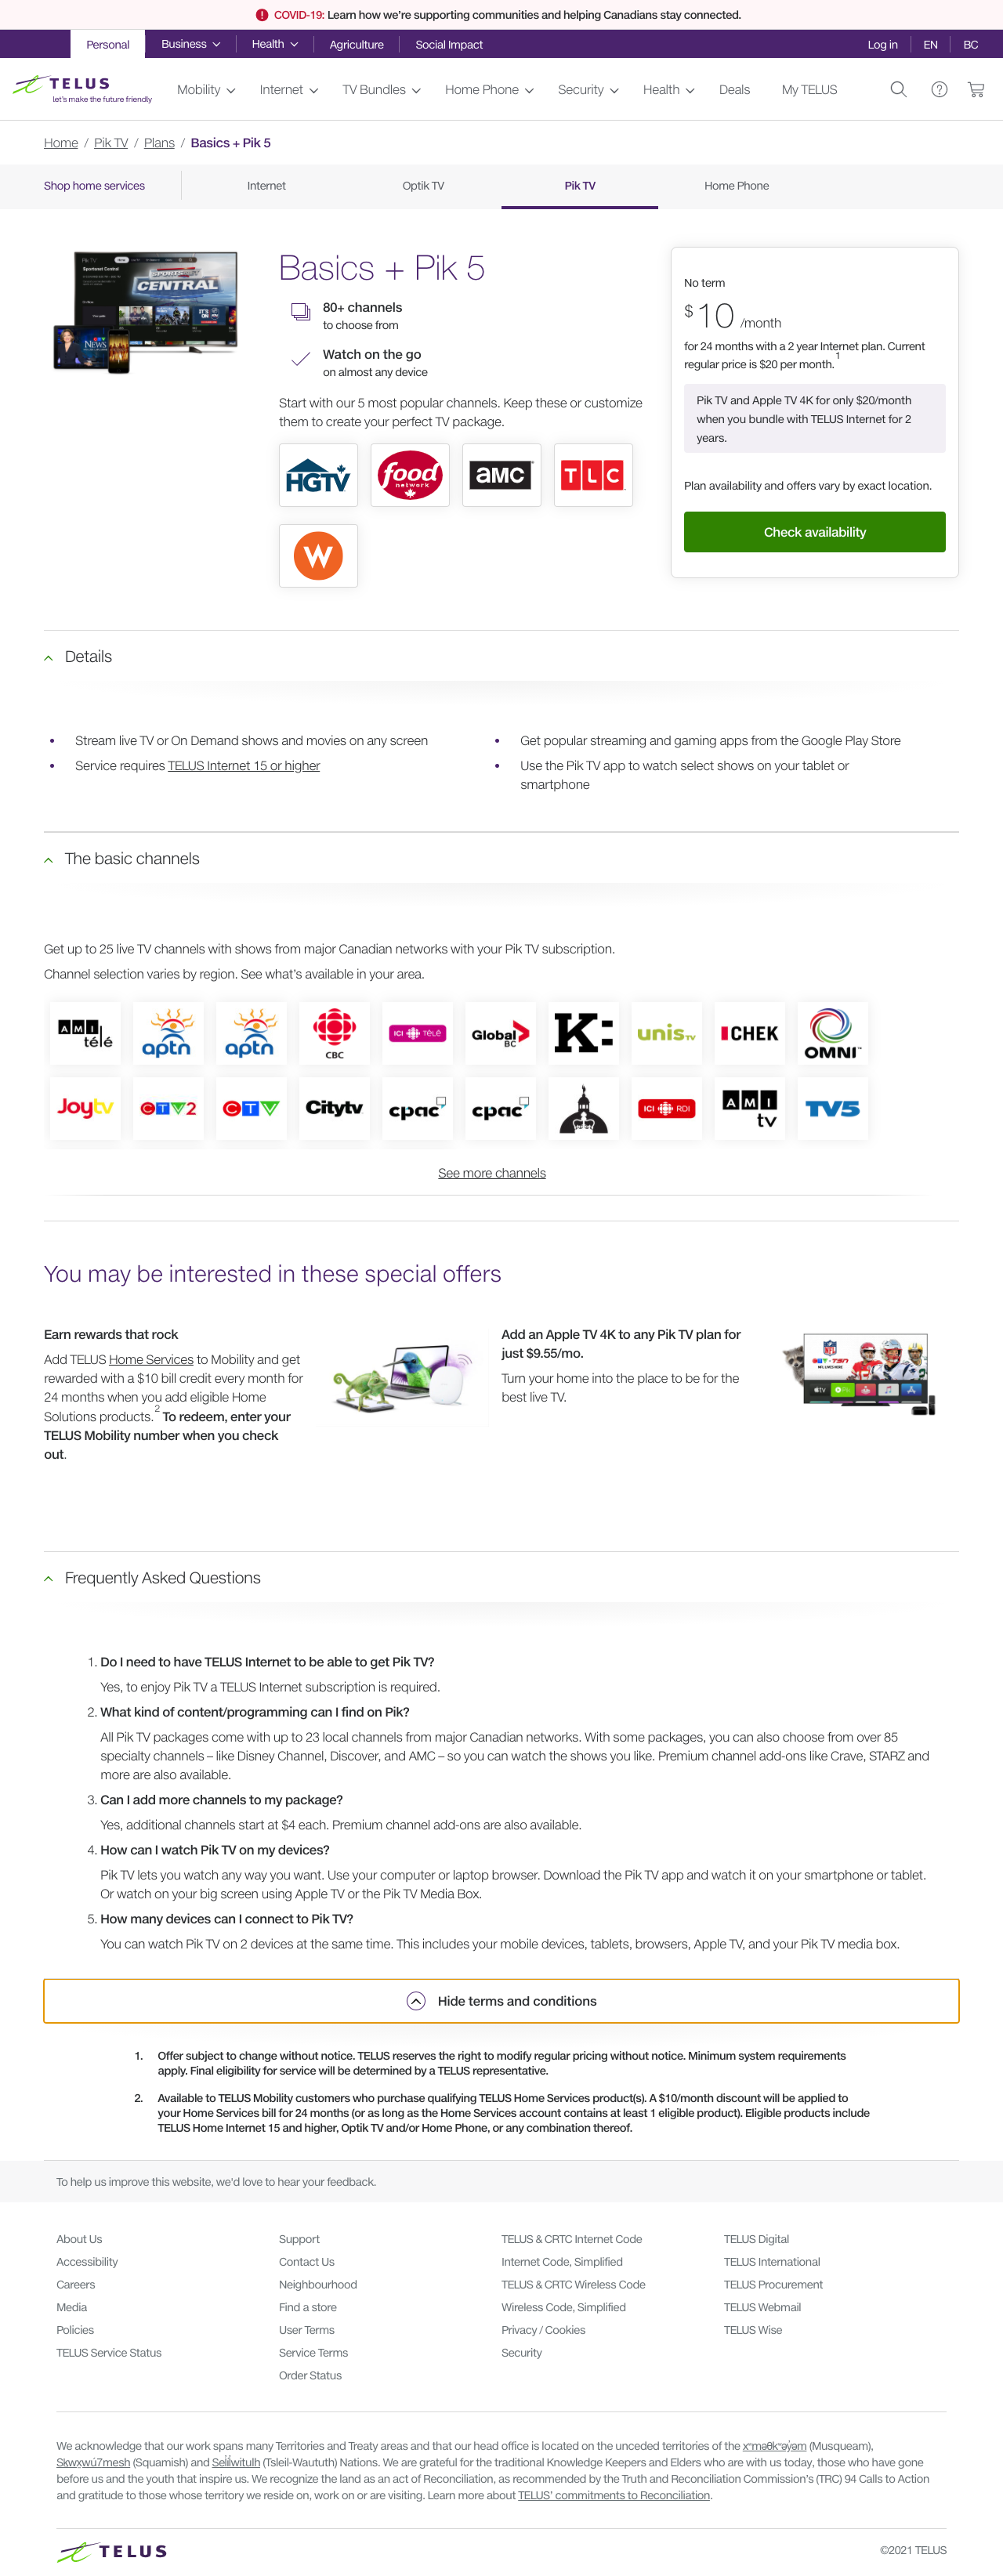 COVID-19: Learn how we're supporting communities and helping Canadians stay connected.
Personal Business Health Agriculture Social Impact Log in EN BC
TELUS
let's make the future friendly
Mobility Internet TV Bundles Home Phone Security Health Deals My TELUS
Home / Pik TV / Plans / Basics + Pik 5
Shop home services Internet Optik TV Pik TV Home Phone
Basics + Pik 5
80+ channels
to choose from
Watch on the go
on almost any device
Start with our 5 most popular channels. Keep these or customize
them to create your perfect TV package.
HGTV food network AMC TLC
W
No term
$10 /month
for 24 months with a 2 year Internet plan. Current
regular price is $20 per month.1
Pik TV and Apple TV 4K for only $20/month
when you bundle with TELUS Internet for 2
years.
Plan availability and offers vary by exact location.
Check availability
Details
Stream live TV or On Demand shows and movies on any screen
Service requires TELUS Internet 15 or higher
Get popular streaming and gaming apps from the Google Play Store
Use the Pik TV app to watch select shows on your tablet or
smartphone
The basic channels
Get up to 25 live TV channels with shows from major Canadian networks with your Pik TV subscription.
Channel selection varies by region. See what's available in your area.
AMI télé aptn aptn CBC ICI TÉLÉ Global BC K: unis TV CHEK OMNI
Joytv CTV2 CTV Citytv cpac cpac ICI RDI AMI tv TV5
See more channels
You may be interested in these special offers
Earn rewards that rock
Add TELUS Home Services to Mobility and get
rewarded with a $10 bill credit every month for
24 months when you add eligible Home
Solutions products.2 To redeem, enter your
TELUS Mobility number when you check
out.
Add an Apple TV 4K to any Pik TV plan for
just $9.55/mo.
Turn your home into the place to be for the
best live TV.
Frequently Asked Questions
1. Do I need to have TELUS Internet to be able to get Pik TV?
Yes, to enjoy Pik TV a TELUS Internet subscription is required.
2. What kind of content/programming can I find on Pik?
All Pik TV packages come with up to 23 local channels from major Canadian networks. With some packages, you can also choose from over 85
specialty channels – like Disney Channel, Discover, and AMC – so you can watch the shows you like. Premium channel add-ons like Crave, STARZ and
more are also available.
3. Can I add more channels to my package?
Yes, additional channels start at $4 each. Premium channel add-ons are also available.
4. How can I watch Pik TV on my devices?
Pik TV lets you watch any way you want. Use your computer or laptop browser. Download the Pik TV app and watch it on your smartphone or tablet.
Or watch on your big screen using Apple TV or the Pik TV Media Box.
5. How many devices can I connect to Pik TV?
You can watch Pik TV on 2 devices at the same time. This includes your mobile devices, tablets, browsers, Apple TV, and your Pik TV media box.
Hide terms and conditions
1. Offer subject to change without notice. TELUS reserves the right to modify regular pricing without notice. Minimum system requirements
apply. Final eligibility for service will be determined by a TELUS representative.
2. Available to TELUS Mobility customers who purchase qualifying TELUS Home Services product(s). A $10/month discount will be applied to
your Home Services bill for 24 months (or as long as the Home Services account contains at least 1 eligible product). Eligible products include
TELUS Home Internet 15 and higher, Optik TV and/or Home Phone, or any combination thereof.
To help us improve this website, we'd love to hear your feedback.
About Us Support TELUS & CRTC Internet Code TELUS Digital
Accessibility Contact Us Internet Code, Simplified TELUS International
Careers Neighbourhood TELUS & CRTC Wireless Code TELUS Procurement
Media Find a store Wireless Code, Simplified TELUS Webmail
Policies User Terms Privacy / Cookies TELUS Wise
TELUS Service Status Service Terms Security
Order Status
We acknowledge that our work spans many Territories and Treaty areas and that our head office is located on the unceded territories of the xʷməθkʷəy̓əm (Musqueam),
Skwxwú7mesh (Squamish) and Sel̓íl̓witulh (Tsleil-Waututh) Nations. We are grateful for the traditional Knowledge Keepers and Elders who are with us today, those who have gone
before us and the youth that inspire us. We recognize the land as an act of Reconciliation, as recommended by the Truth and Reconciliation Commission's (TRC) 94 Calls to Action
and gratitude to those whose territory we reside on, work on or are visiting. Learn more about TELUS' commitments to Reconciliation.
TELUS ©2021 TELUS